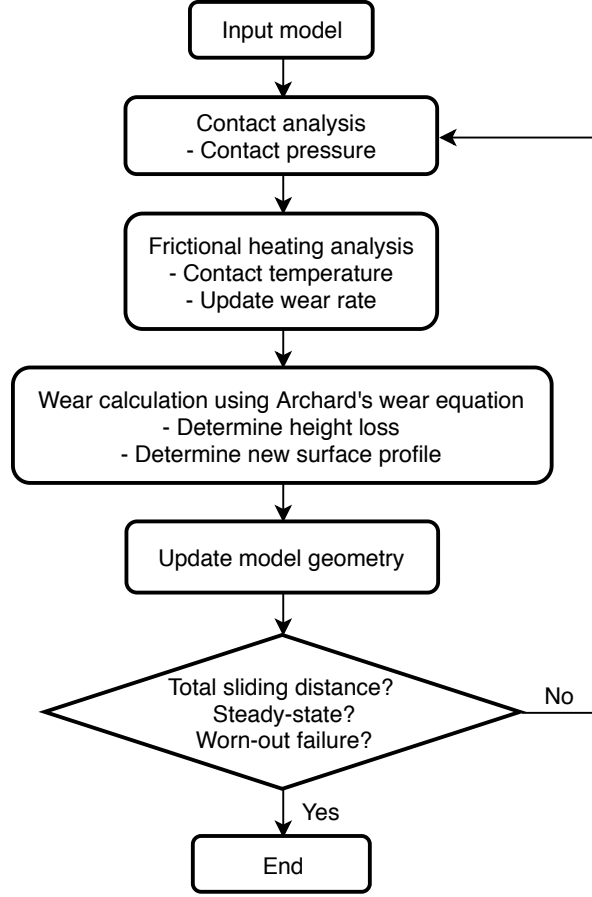 Input model
Contact analysis
- Contact pressure
Frictional heating analysis
- Contact temperature
- Update wear rate
Wear calculation using Archard's wear equation
- Determine height loss
- Determine new surface profile
Update model geometry
Total sliding distance?
Steady-state?
Worn-out failure?
No
Yes
End